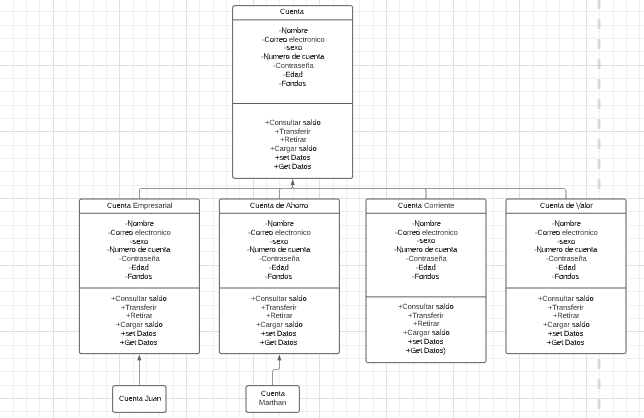 Cuenta
-Nombre
-Correo electronico
-sexo
-Numero de cuenta
-Contraseña
-Edad
-Fondos
+Consultar saldo
+Transferir
+Retirar
+Cargar saldo
+set Datos
+Get Datos
Cuenta Empresarial
-Nombre
-Correo electronico
-sexo
-Numero de cuenta
-Contraseña
-Edad
-Fondos
+Consultar saldo
+Transferir
+Retirar
+Cargar saldo
+set Datos
+Get Datos
Cuenta de Ahorro
-Nombre
-Correo electronico
-sexo
-Numero de cuenta
-Contraseña
-Edad
-Fondos
+Consultar saldo
+Transferir
+Retirar
+Cargar saldo
+set Datos
+Get Datos
Cuenta Corriente
-Nombre
-Correo electronico
-sexo
-Numero de cuenta
-Contraseña
-Edad
-Fondos
+Consultar saldo
+Transferir
+Retirar
+Cargar saldo
+set Datos
+Get Datos)
Cuenta de Valor
-Nombre
-Correo electronico
-sexo
-Numero de cuenta
-Contraseña
-Edad
-Fondos
+Consultar saldo
+Transferir
+Retirar
+Cargar saldo
+set Datos
+Get Datos
Cuenta Juan
Cuenta
Marthan